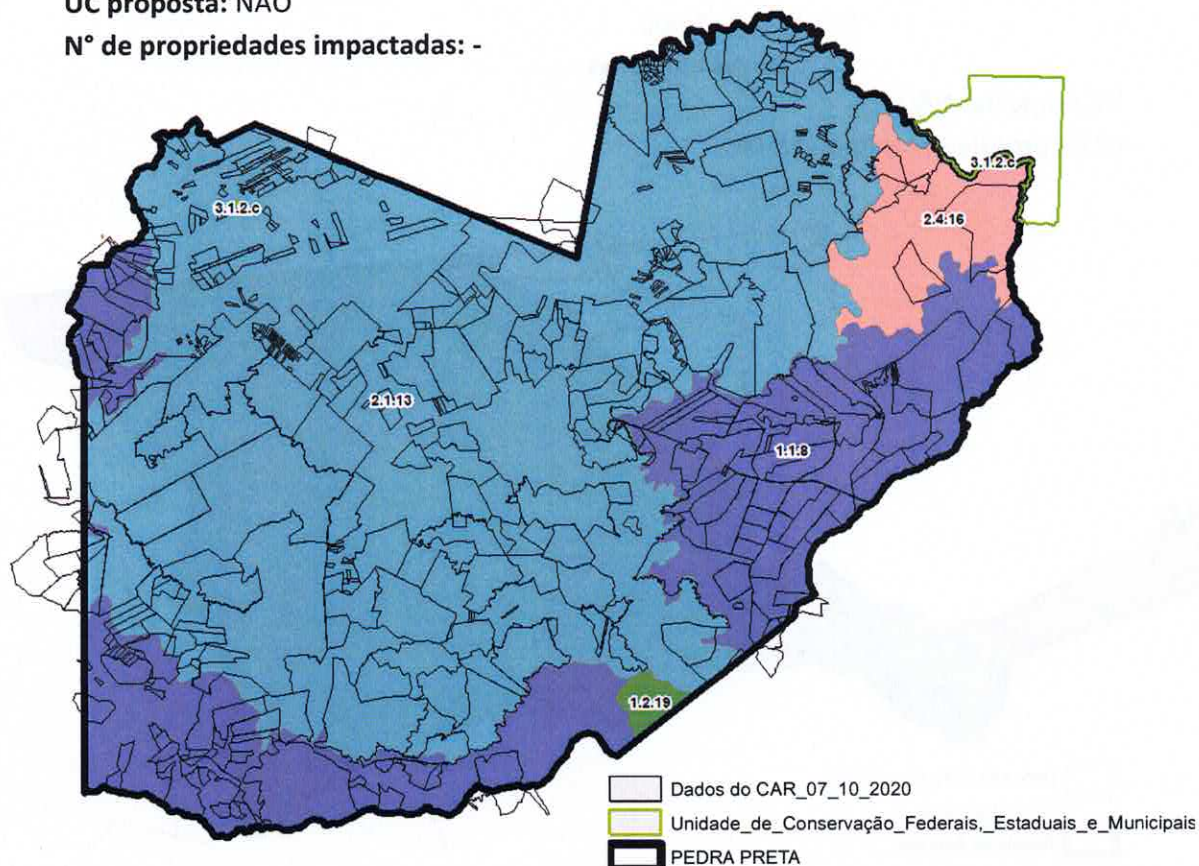 UC proposta: NÃO
N° de propriedades impactadas: -
3.1.2.c
3.1.2.c
2.4.16
2.1.13
1.1.8
1.2.19
Dados do CAR_07_10_2020
Unidade_de_Conservação_Federais,_Estaduais_e_Municipais
PEDRA PRETA